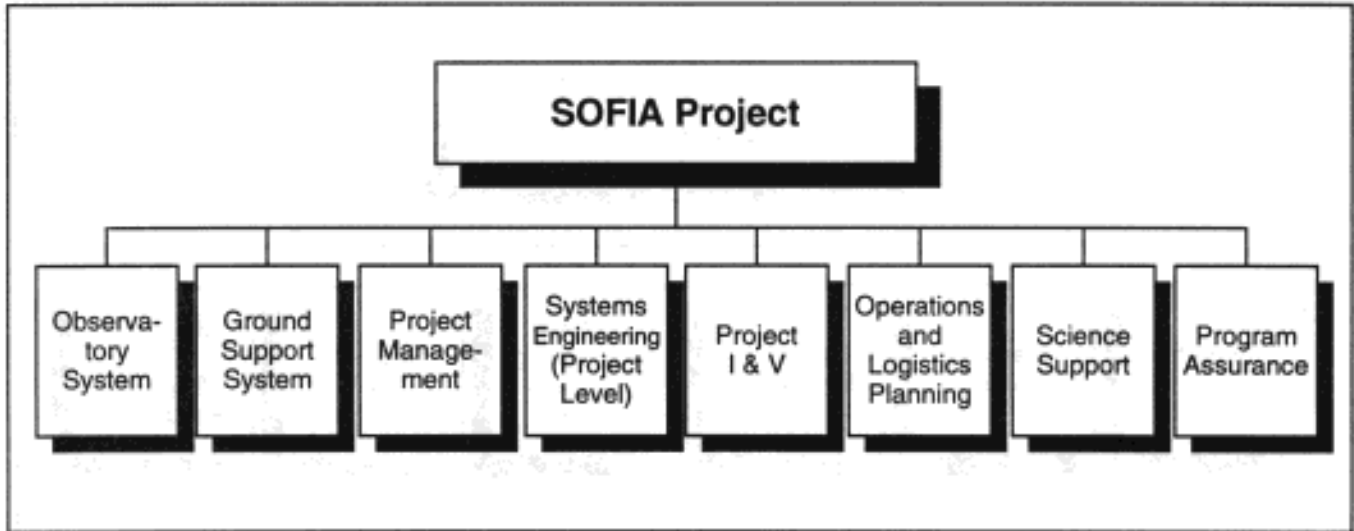 SOFIA Project
Observa-
tory
System
Ground
Support
System
Project
Manage-
ment
Systems
Engineering
(Project
Level)
Project
I & V
Operations
and
Logistics
Planning
Science
Support
Program
Assurance